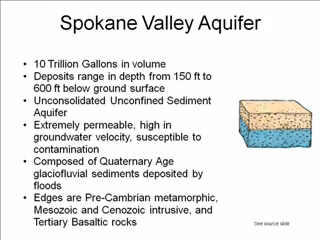 Spokane Valley Aquifer
• 10 Trillion Gallons in volume
• Deposits range in depth from 150 ft to
600 ft below ground surface
• Unconsolidated Unconfined Sediment
Aquifer
• Extremely permeable, high in
groundwater velocity, susceptible to
contamination
• Composed of Quaternary Age
glaciofluvial sediments deposited by
floods
• Edges are Pre-Cambrian metamorphic,
Mesozoic and Cenozoic intrusive, and
Tertiary Basaltic rocks
See source slide